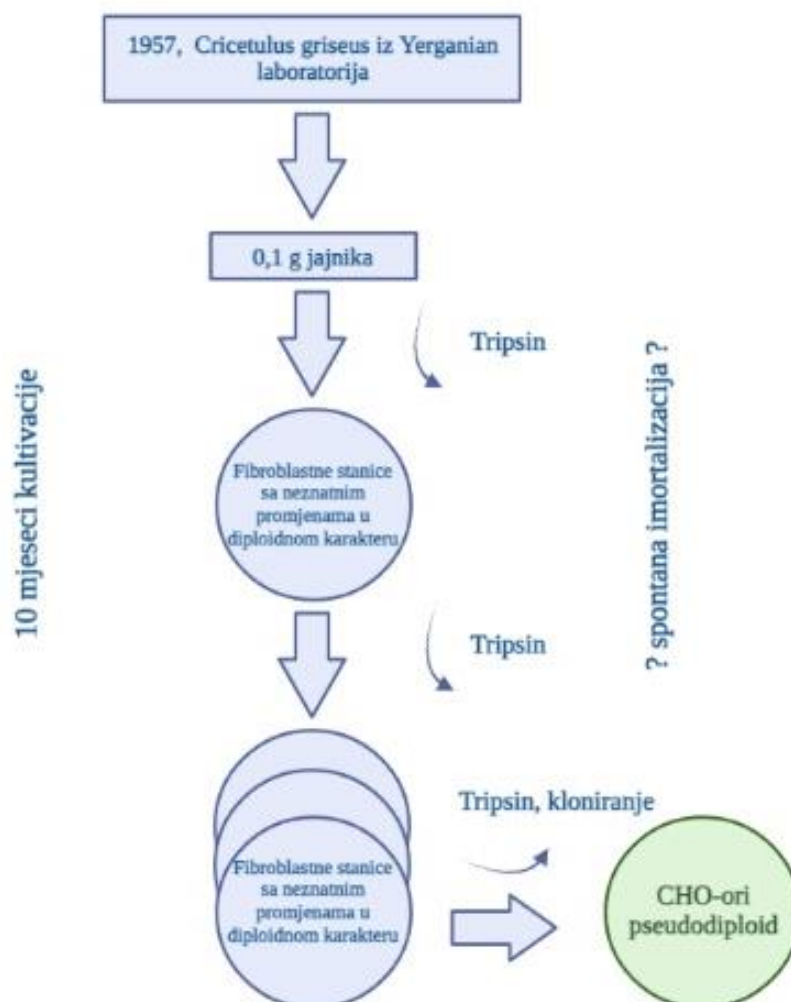 1957, Cricetulus griseus iz Yerganian
laboratorija
0,1 g jajnika
Tripsin
10 mjeseci kultivacije
? spontana imortalizacija ?
Fibroblastne stanice
sa neznatnim
promjenama u
diploidnom karakteru
Tripsin
Tripsin, kloniranje
Fibroblastne stanice
sa neznatnim
promjenama u
diploidnom karakteru
CHO-ori
pseudodiploid